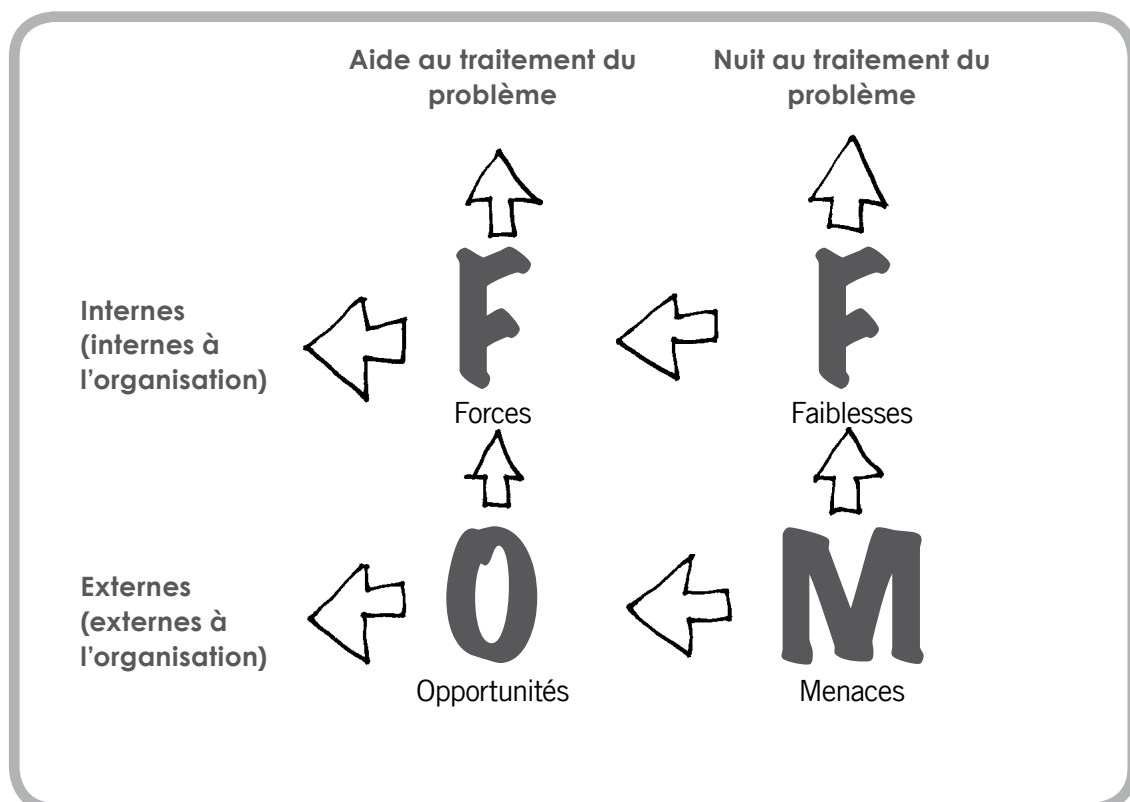 Aide au traitement du
problème
Nuit au traitement du
problème
Internes
(internes à
l'organisation)
F
Forces
F
Faiblesses
Externes
(externes à
l'organisation)
O
Opportunités
M
Menaces